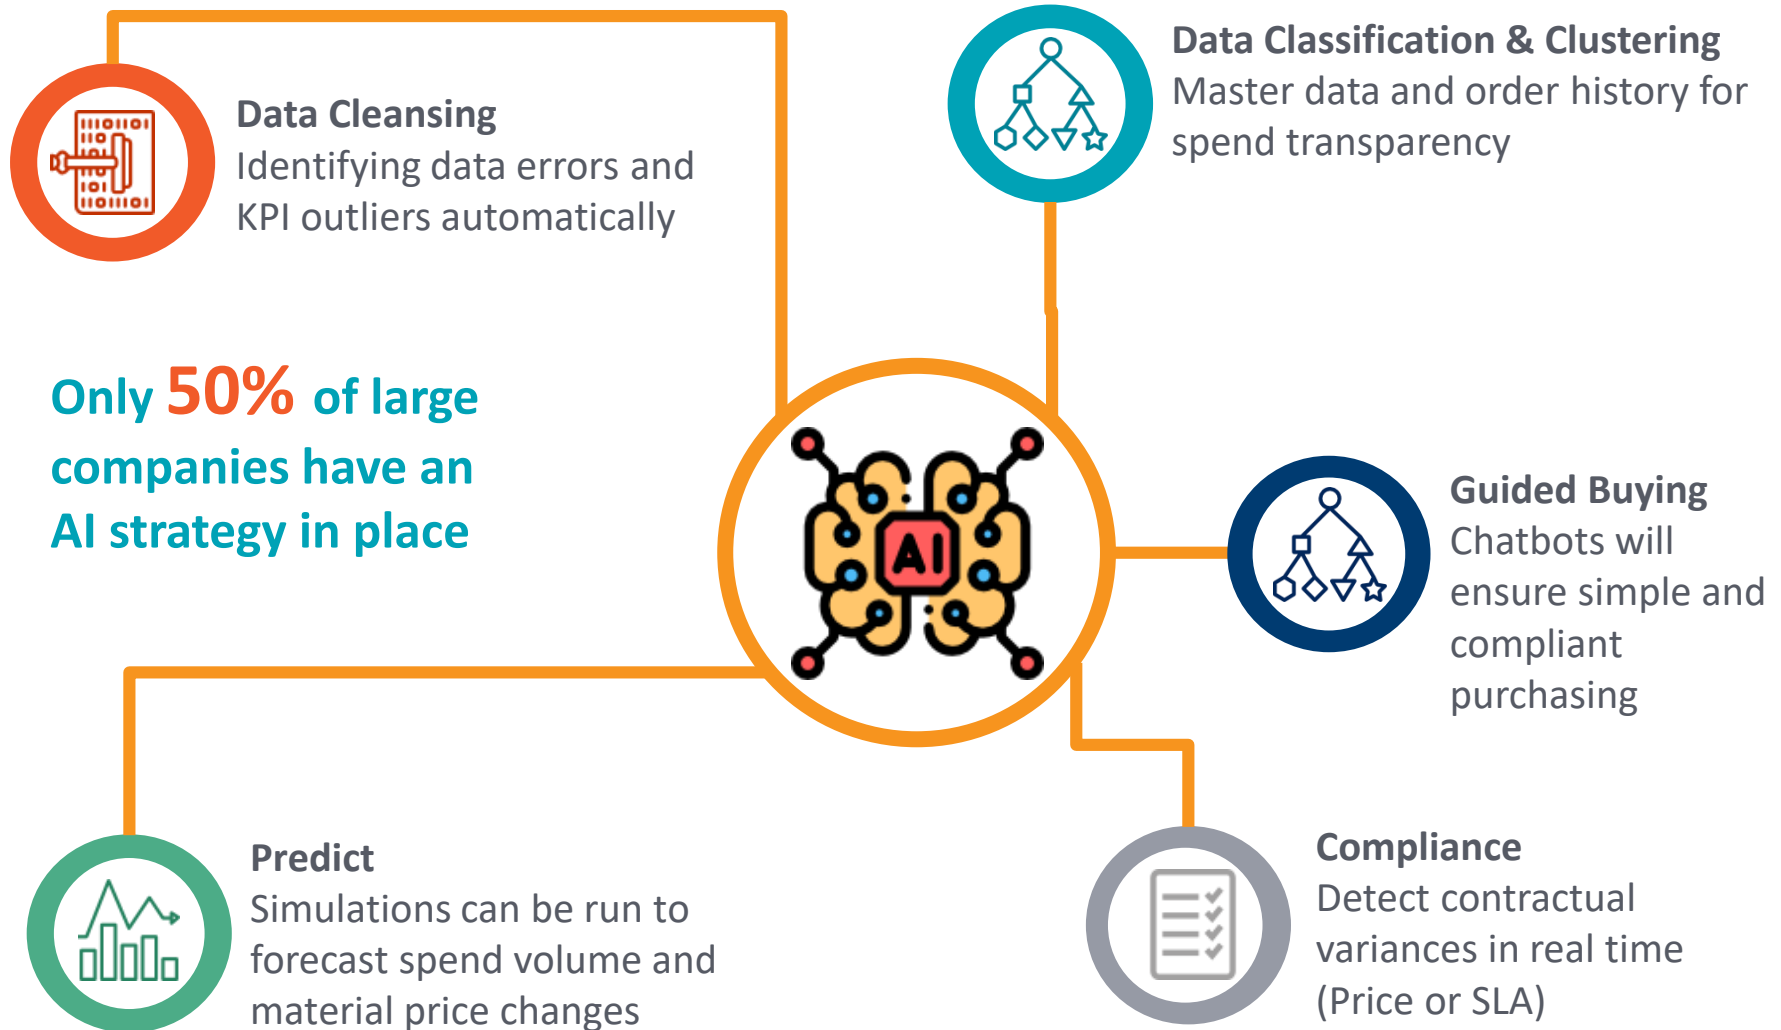 Data Cleansing
Identifying data errors and
KPI outliers automatically
Data Classification & Clustering
Master data and order history for
spend transparency
Only 50% of large
companies have an
AI strategy in place
AI
Guided Buying
Chatbots will
ensure simple and
compliant
purchasing
Predict
Simulations can be run to
forecast spend volume and
material price changes
Compliance
Detect contractual
variances in real time
(Price or SLA)